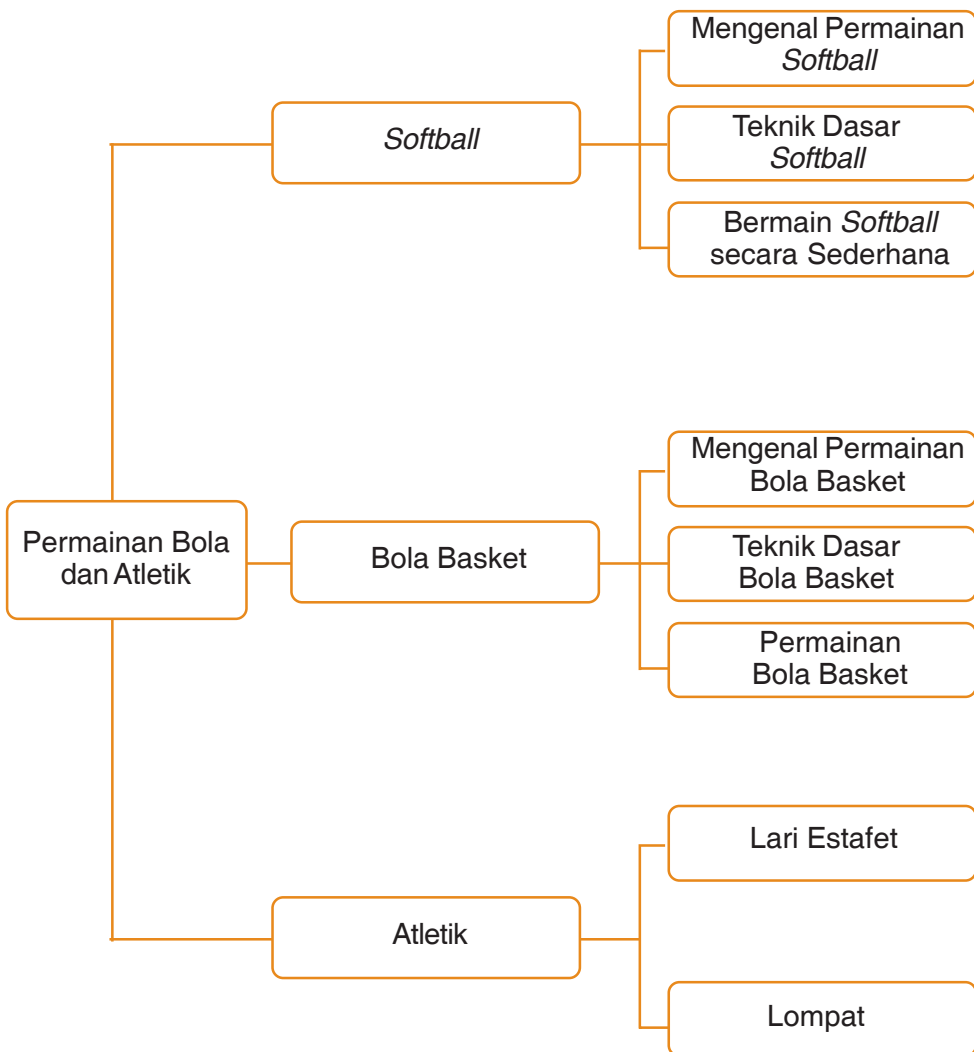 Mengenal Permainan
Softball
Softball
Teknik Dasar
Softball
Bermain Softball
secara Sederhana
Permainan Bola
dan Atletik
Bola Basket
Mengenal Permainan
Bola Basket
Teknik Dasar
Bola Basket
Permainan
Bola Basket
Atletik
Lari Estafet
Lompat